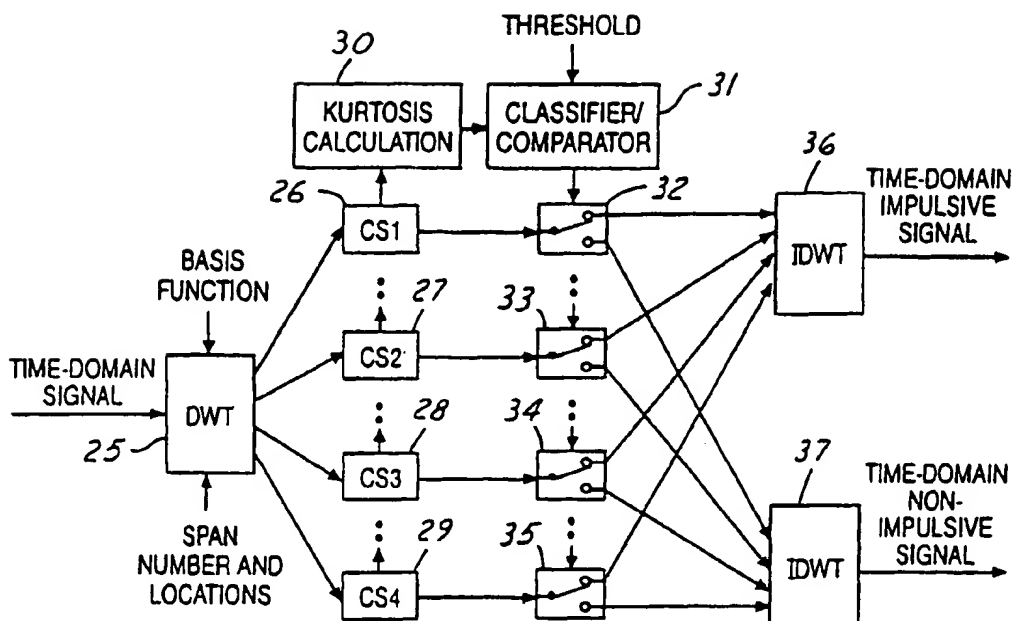 THRESHOLD
30
31
KURTOSIS
CALCULATION
CLASSIFIER/
COMPARATOR
36
26
32
TIME-DOMAIN
IMPULSIVE
SIGNAL
CS1
IDWT
BASIS
FUNCTION
27
33
CS2
TIME-DOMAIN
SIGNAL
DWT
25
28
34
37
CS3
TIME-DOMAIN
NON-
IMPULSIVE
SIGNAL
SPAN
NUMBER AND
LOCATIONS
29
35
IDWT
CS4